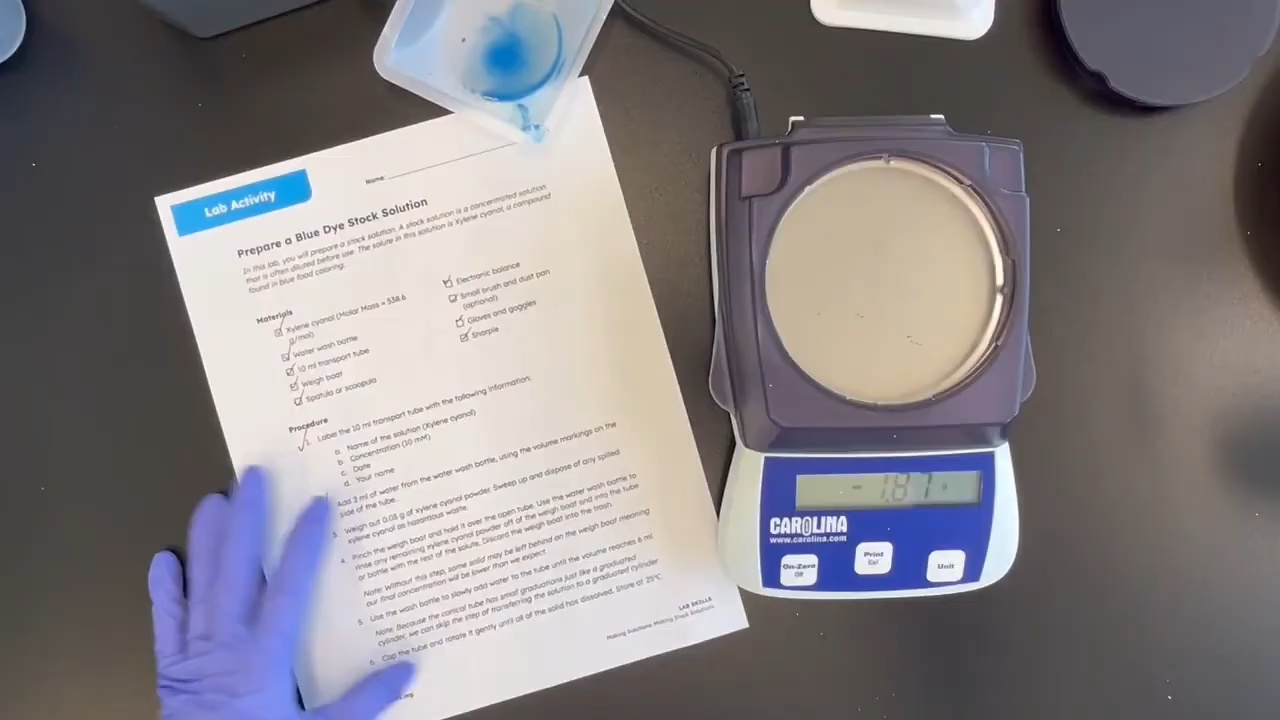 Lab Activity
Name:
Prepare a Blue Dye Stock Solution
In this lab, you will prepare a stock solution. A stock solution is a concentrated solution
that is often diluted before use. The solute in this solution is Xylene cyanol, a compound
found in blue food coloring.
Materials
Xylene cyanol (Molar Mass = 538.6
g/mol)
Water wash bottle
10 ml transport tube
Weigh boat
Spatula or scoopula
Electronic balance
Small brush and dust pan
(optional)
Gloves and goggles
Sharpie
Procedure
1. Label the 10 ml transport tube with the following information:
a. Name of the solution (Xylene cyanol)
b. Concentration (10 mM)
c. Date
d. Your name
Add 3 ml of water from the water wash bottle, using the volume markings on the
side of the tube.
3. Weigh out 0.03 g of xylene cyanol powder. Sweep up and dispose of any spilled
xylene cyanol as hazardous waste.
4. Pinch the weigh boat and hold it over the open tube. Use the water wash bottle to
rinse any remaining xylene cyanol powder off of the weigh boat and into the tube
or bottle with the rest of the solute. Discard the weigh boat into the trash.
Note: Without this step, some solid may be left behind on the weigh boat meaning
our final concentration will be lower than we expect.
5. Use the wash bottle to slowly add water to the tube until the volume reaches 6 ml.
Note: Because the conical tube has small graduations just like a graduated
cylinder, we can skip the step of transferring the solution to a graduated cylinder
6. Cap the tube and rotate it gently until all of the solid has dissolved. Store at 25°C
LAB SKILLS
Making Solutions: Making Stock Solutions
CAROLINA
www.carolina.com
On-Zero
Off
Print
Cal
Unit